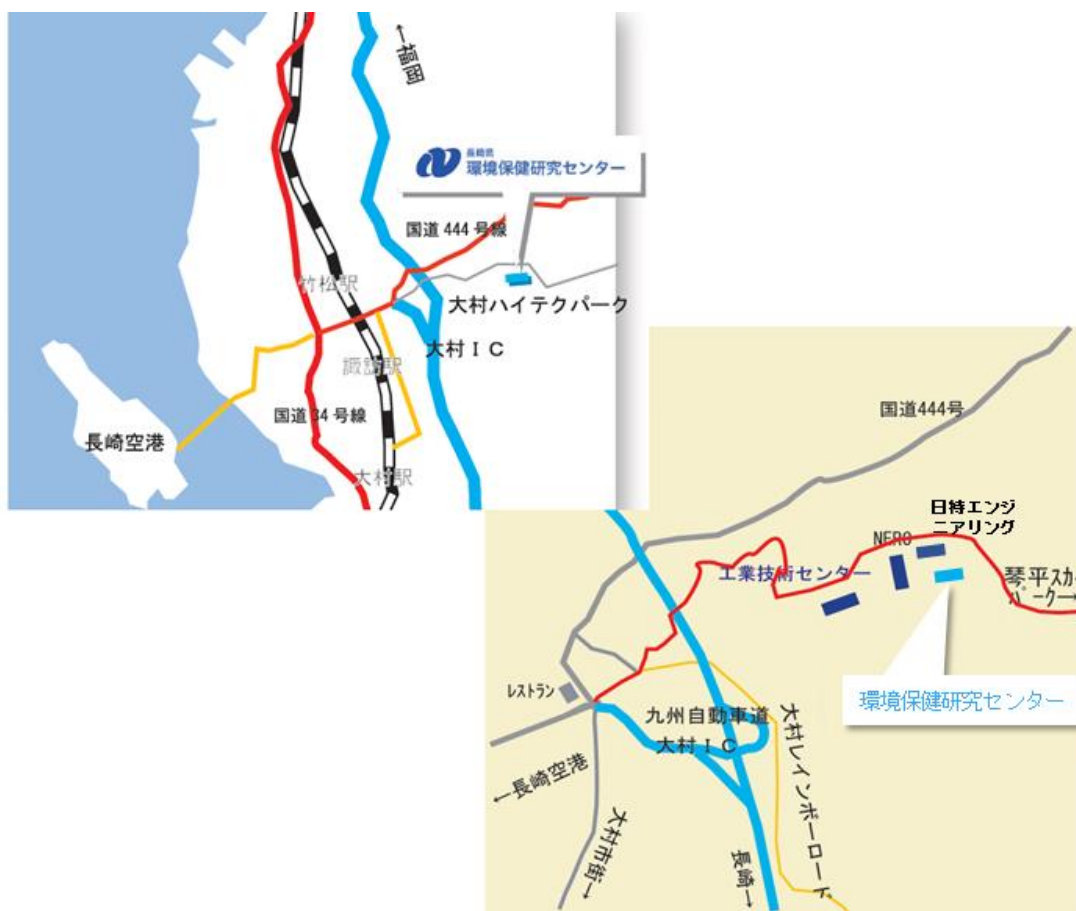 ←福岡
長崎県
環境保健研究センター
国道444号線
竹松駅
大村ハイテクパーク
大村IC
諏訪駅
国道34号線
長崎空港
大村駅
国道444号
日特エンジ
ニアリング
NERO
工業技術センター
琴平スカイ
パーク→
レストラン
環境保健研究センター
九州自動車道
大村IC
←長崎空港
大村市街→
長崎→
大村レインボーロード